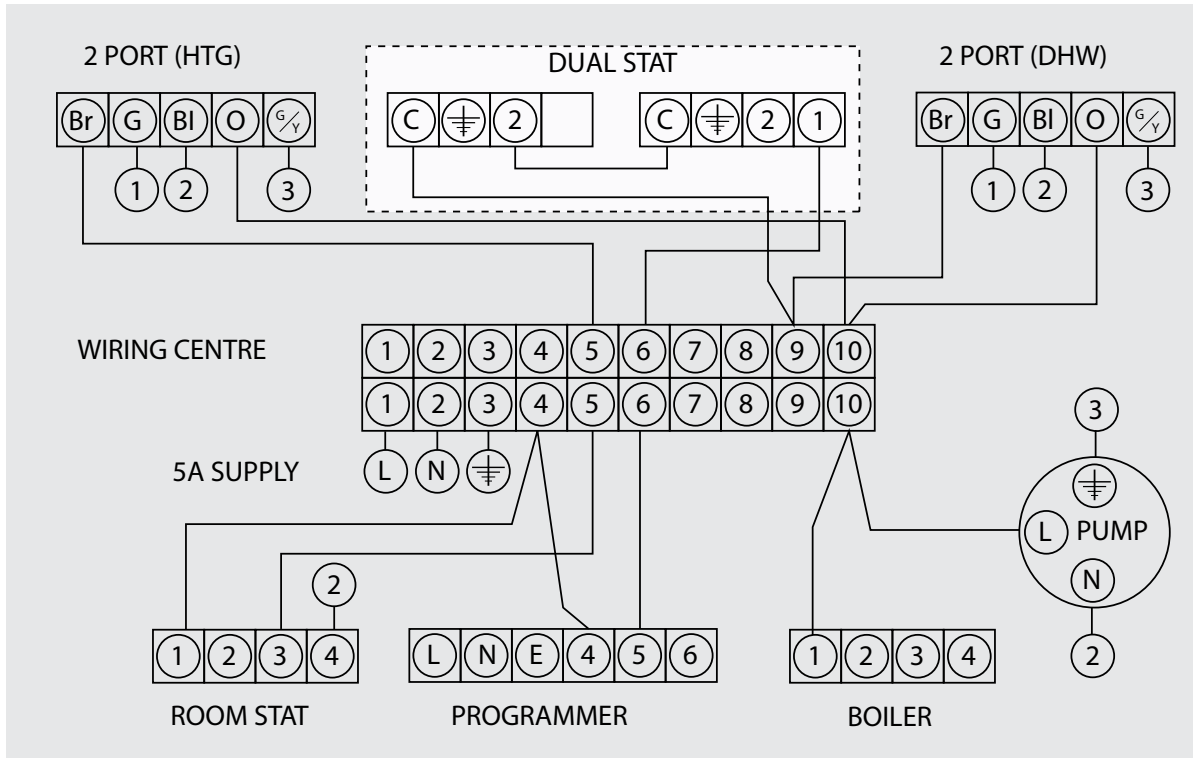 2 PORT (HTG)
DUAL STAT
2 PORT (DHW)
Br G Bl O G/Y
C 2
C 2 1
Br G Bl O G/Y
1 2 3
1 2 3
WIRING CENTRE
1 2 3 4 5 6 7 8 9 10
1 2 3 4 5 6 7 8 9 10
3
5A SUPPLY
L N
L PUMP
N
2
2
1 2 3 4
L N E 4 5 6
1 2 3 4
ROOM STAT
PROGRAMMER
BOILER